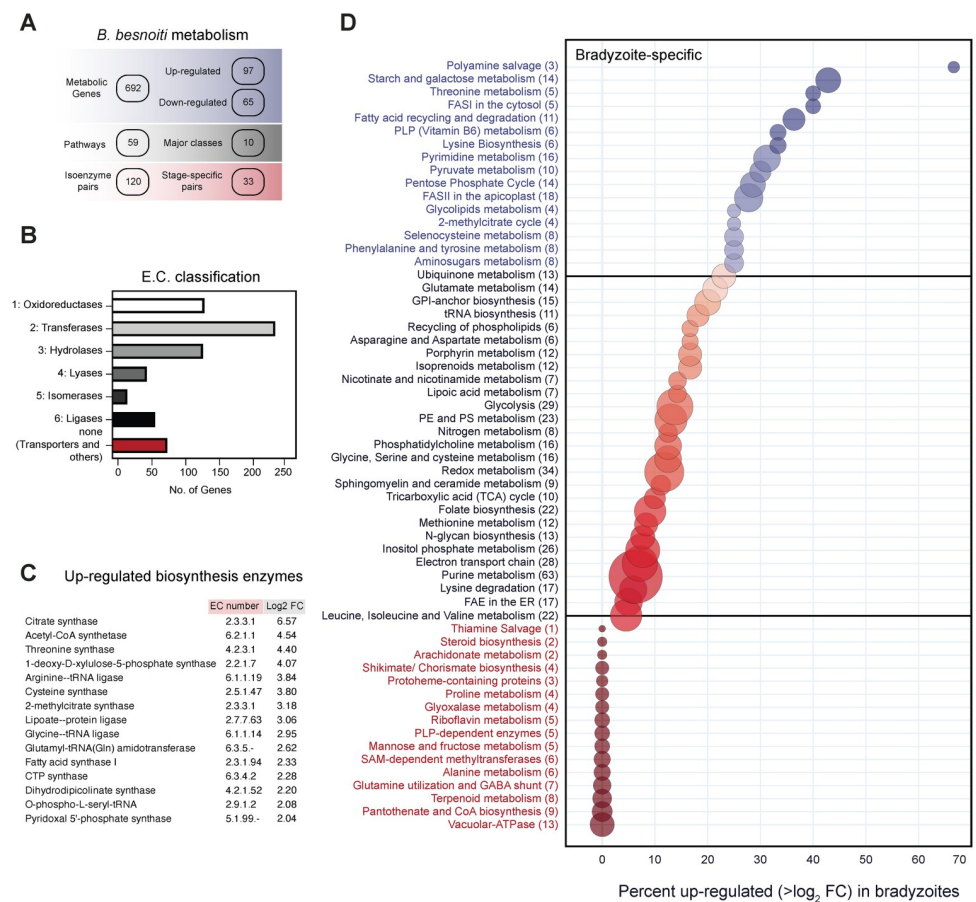 A
B. besnoiti metabolism
Metabolic Genes
692
Up-regulated
97
Down-regulated
65
Pathways
59
Major classes
10
Isoenzyme pairs
120
Stage-specific pairs
33
B
E.C. classification
1: Oxidoreductases
2: Transferases
3: Hydrolases
4: Lyases
5: Isomerases
6: Ligases
none
(Transporters and
others)
0 50 100 150 200 250
No. of Genes
C
Up-regulated biosynthesis enzymes
EC number Log2 FC
Citrate synthase 2.3.3.1 6.57
Acetyl-CoA synthetase 6.2.1.1 4.54
Threonine synthase 4.2.3.1 4.40
1-deoxy-D-xylulose-5-phosphate synthase 2.2.1.7 4.07
Arginine--tRNA ligase 6.1.1.19 3.84
Cysteine synthase 2.5.1.47 3.80
2-methylcitrate synthase 2.3.3.1 3.18
Lipoate--protein ligase 2.7.7.63 3.06
Glycine--tRNA ligase 6.1.1.14 2.95
Glutamyl-tRNA(Gln) amidotransferase 6.3.5.- 2.62
Fatty acid synthase I 2.3.1.94 2.33
CTP synthase 6.3.4.2 2.28
Dihydrodipicolinate synthase 4.2.1.52 2.20
O-phospho-L-seryl-tRNA 2.9.1.2 2.08
Pyridoxal 5'-phosphate synthase 5.1.99.- 2.04
D
Bradyzoite-specific
Polyamine salvage (3)
Starch and galactose metabolism (14)
Threonine metabolism (5)
FASI in the cytosol (5)
Fatty acid recycling and degradation (11)
PLP (Vitamin B6) metabolism (6)
Lysine Biosynthesis (6)
Pyrimidine metabolism (16)
Pyruvate metabolism (10)
Pentose Phosphate Cycle (14)
FASII in the apicoplast (18)
Glycolipids metabolism (4)
2-methylcitrate cycle (4)
Selenocysteine metabolism (8)
Phenylalanine and tyrosine metabolism (8)
Aminosugars metabolism (8)
Ubiquinone metabolism (13)
Glutamate metabolism (14)
GPI-anchor biosynthesis (15)
tRNA biosynthesis (11)
Recycling of phospholipids (6)
Asparagine and Aspartate metabolism (6)
Porphyrin metabolism (12)
Isoprenoids metabolism (12)
Nicotinate and nicotinamide metabolism (7)
Lipoic acid metabolism (7)
Glycolysis (29)
PE and PS metabolism (23)
Nitrogen metabolism (8)
Phosphatidylcholine metabolism (16)
Glycine, Serine and cysteine metabolism (16)
Redox metabolism (34)
Sphingomyelin and ceramide metabolism (9)
Tricarboxylic acid (TCA) cycle (10)
Folate biosynthesis (22)
Methionine metabolism (12)
N-glycan biosynthesis (13)
Inositol phosphate metabolism (26)
Electron transport chain (28)
Purine metabolism (63)
Lysine degradation (17)
FAE in the ER (17)
Leucine, Isoleucine and Valine metabolism (22)
Thiamine Salvage (1)
Steroid biosynthesis (2)
Arachidonate metabolism (2)
Shikimate/ Chorismate biosynthesis (4)
Protoheme-containing proteins (3)
Proline metabolism (4)
Glyoxalase metabolism (4)
Riboflavin metabolism (5)
PLP-dependent enzymes (5)
Mannose and fructose metabolism (5)
SAM-dependent methyltransferases (6)
Alanine metabolism (6)
Glutamine utilization and GABA shunt (7)
Terpenoid metabolism (8)
Pantothenate and CoA biosynthesis (9)
Vacuolar-ATPase (13)
0 10 20 30 40 50 60 70
Percent up-regulated (>log₂ FC) in bradyzoites